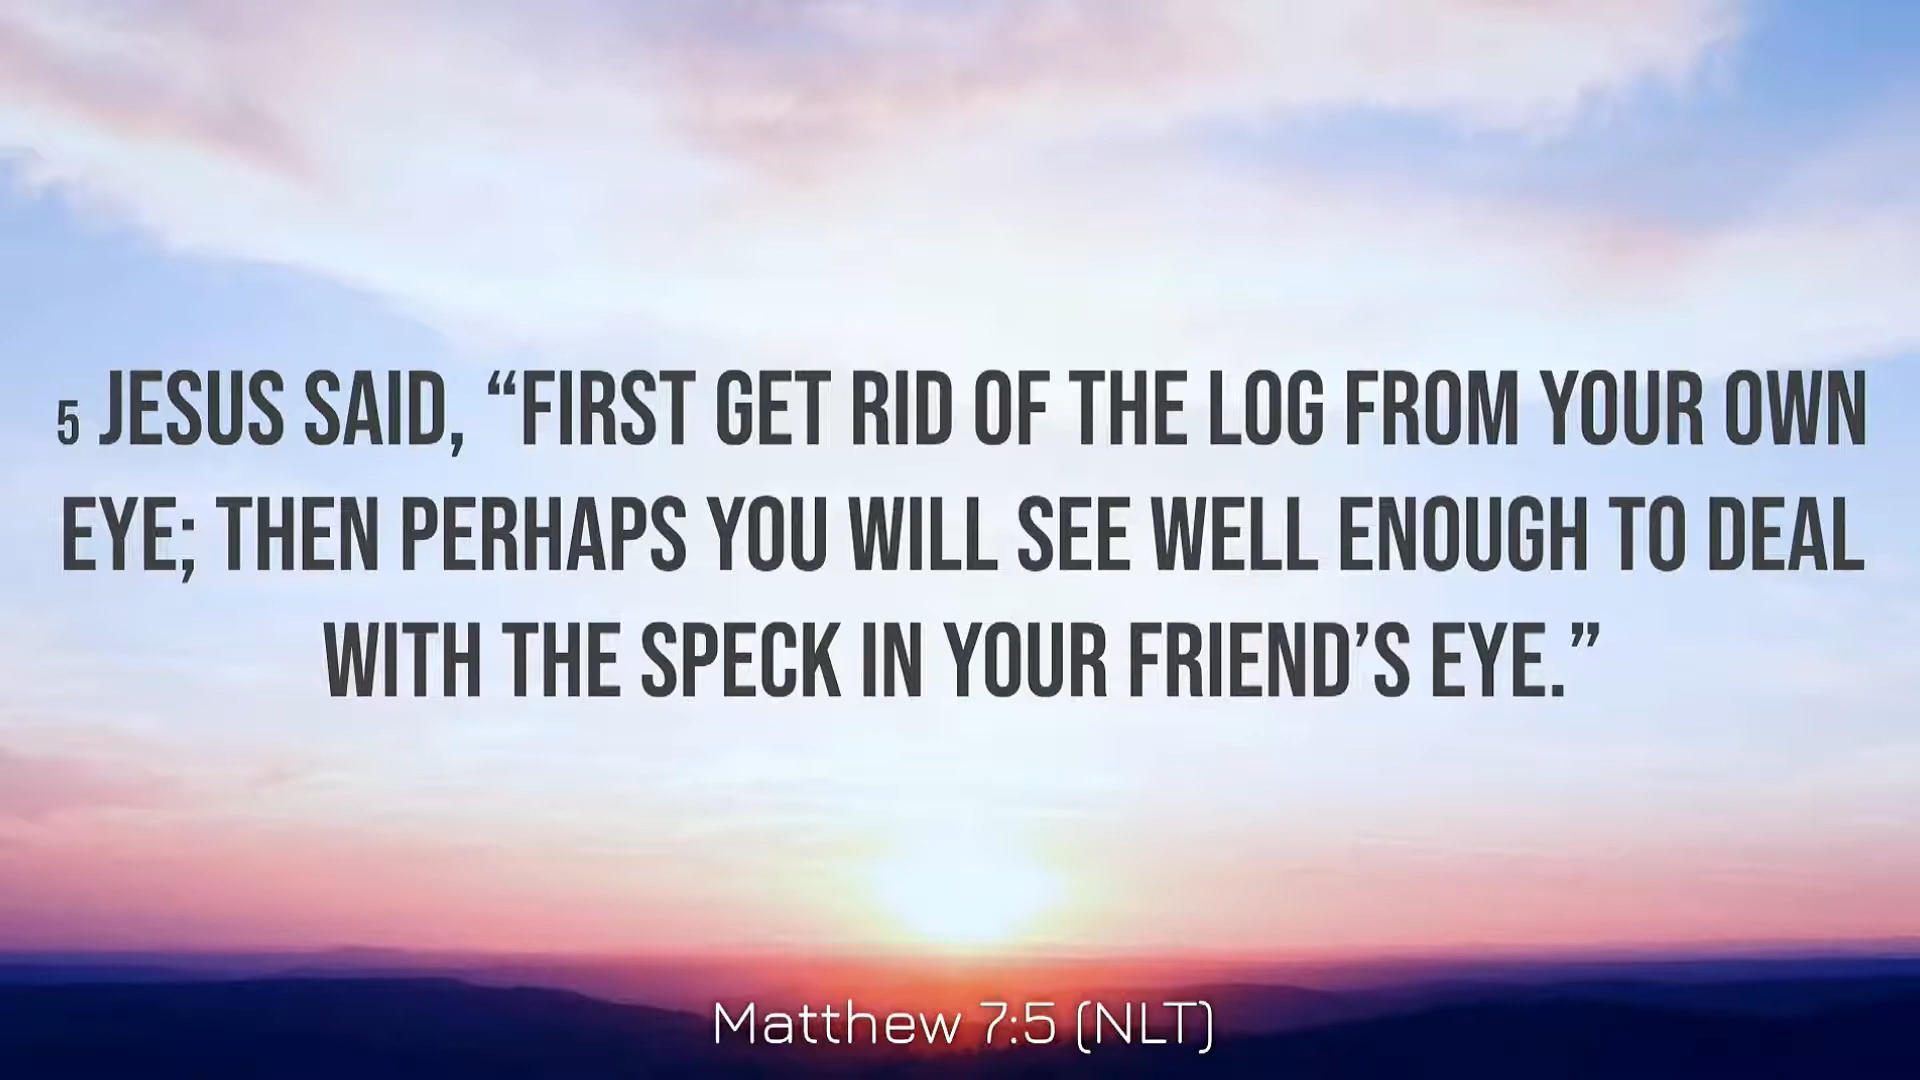 5 JESUS SAID, “FIRST GET RID OF THE LOG FROM YOUR OWN
EYE; THEN PERHAPS YOU WILL SEE WELL ENOUGH TO DEAL
WITH THE SPECK IN YOUR FRIEND’S EYE.”
Matthew 7:5 (NLT)